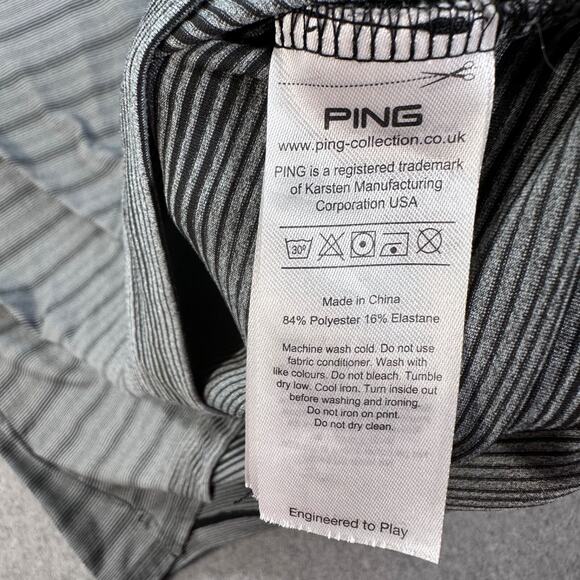 PING
www.ping-collection.co.uk
PING is a registered trademark
of Karsten Manufacturing
Corporation USA
30°
Made in China
84% Polyester 16% Elastane
Machine wash cold. Do not use
fabric conditioner. Wash with
like colours. Do not bleach. Tumble
dry low. Cool iron. Turn inside out
before washing and ironing.
Do not iron on print.
Do not dry clean.
Engineered to Play